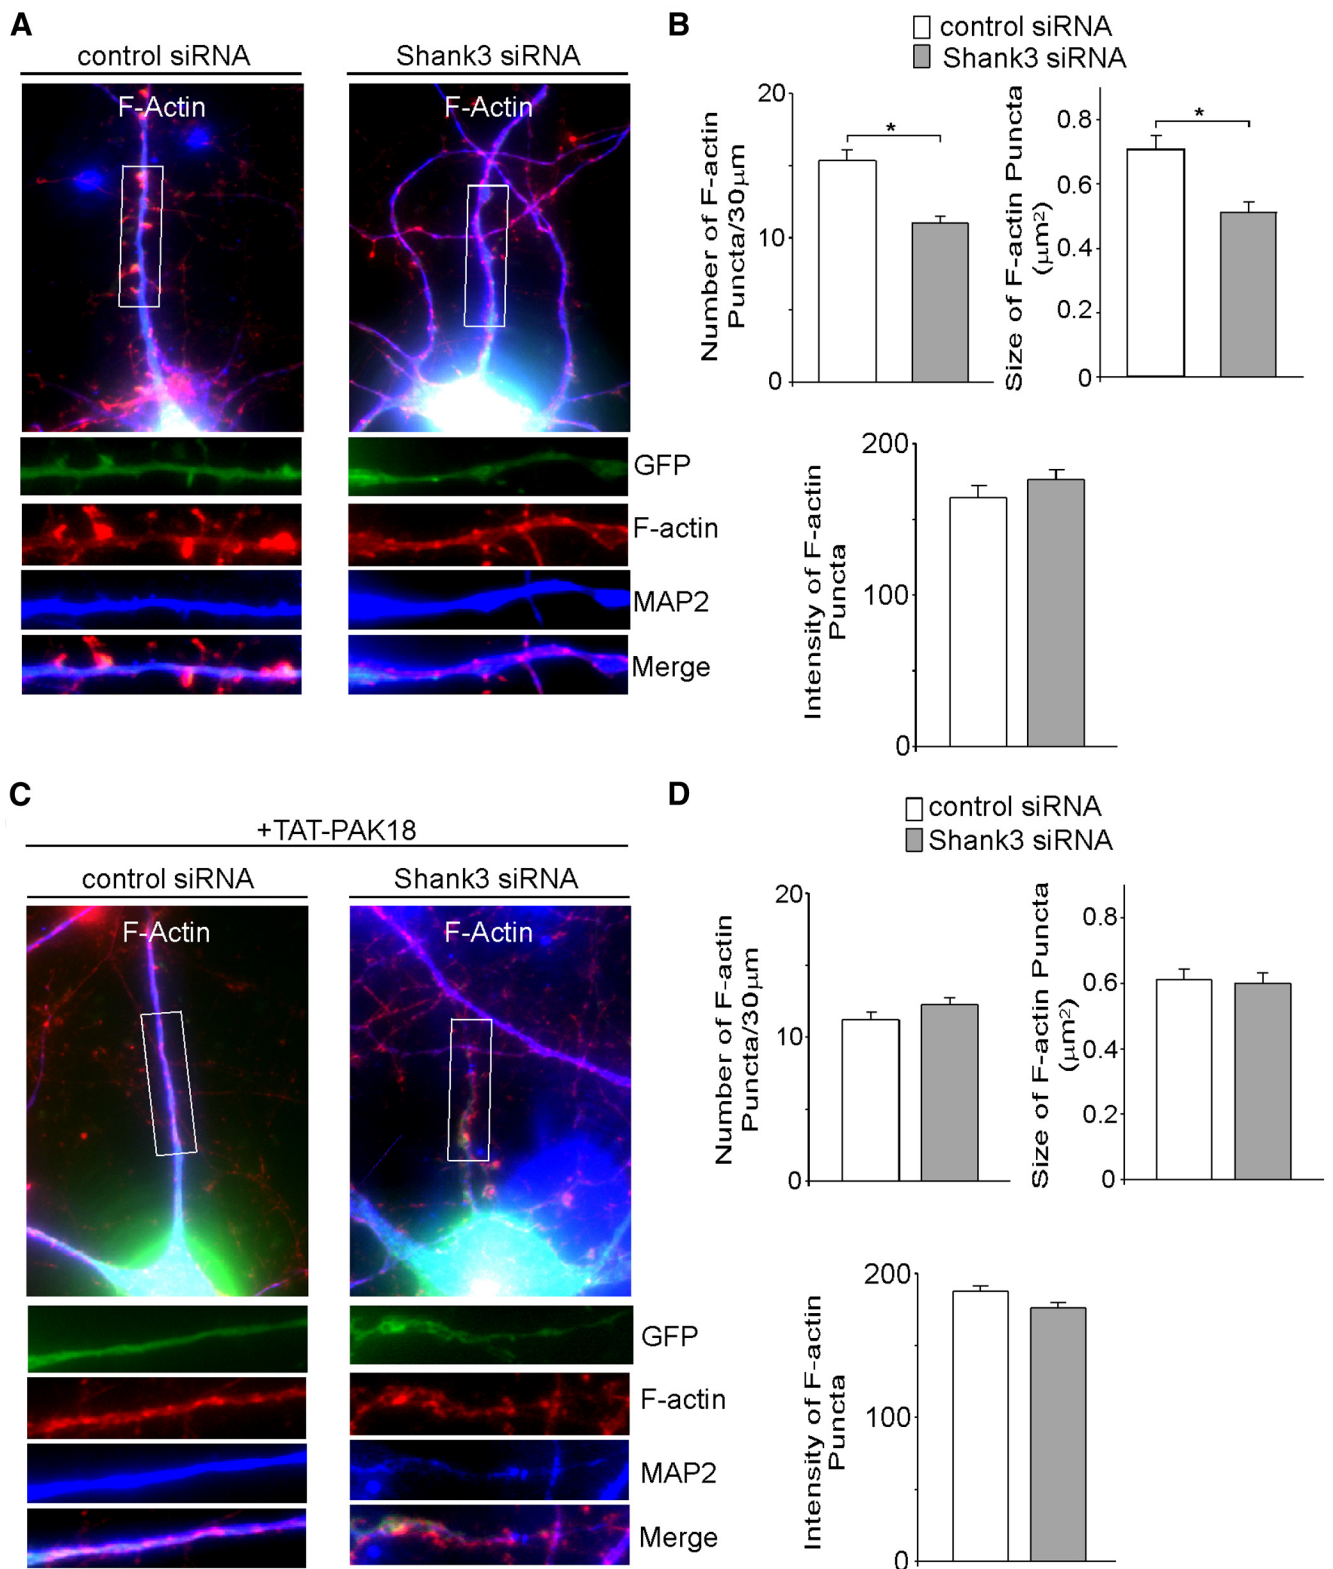 A
control siRNA
Shank3 siRNA
F-Actin
F-Actin
GFP
F-actin
MAP2
Merge
B
control siRNA
Shank3 siRNA
Number of F-actin
Puncta/30μm
20
10
0
*
Size of F-actin Puncta
(μm²)
0.8
0.6
0.4
0.2
0
*
Intensity of F-actin
Puncta
200
100
0
C
+TAT-PAK18
control siRNA
Shank3 siRNA
F-Actin
F-Actin
GFP
F-actin
MAP2
Merge
D
control siRNA
Shank3 siRNA
Number of F-actin
Puncta/30μm
20
10
0
Size of F-actin Puncta
(μm²)
0.8
0.6
0.4
0.2
0
Intensity of F-actin
Puncta
200
100
0